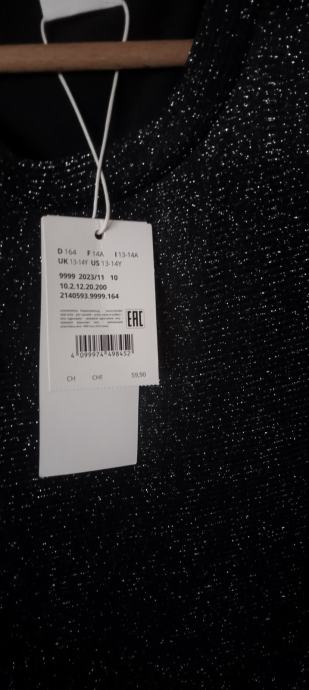 D 164 F 14A I 13-14A
UK 13-14Y US 13-14Y
9999 2023/11 10
10.2.12.20.200
2140593.9999.164
EAC
4 099974 498452
CH CHF 59,90